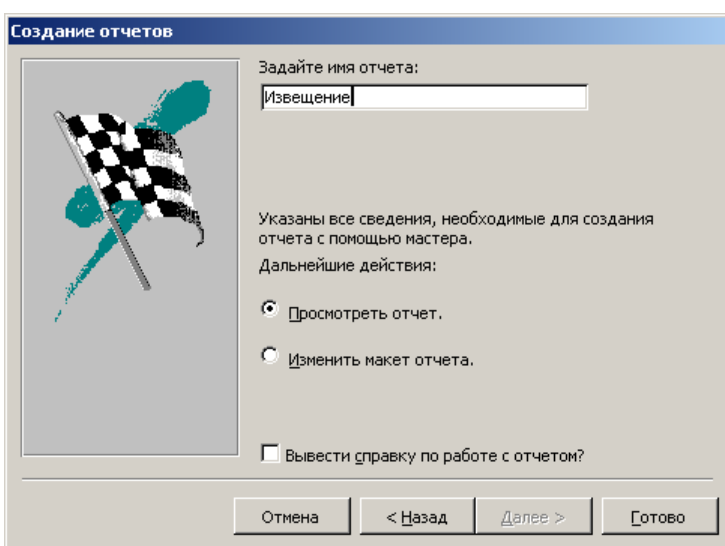 Создание отчетов
Задайте имя отчета:
Извещение
Указаны все сведения, необходимые для создания
отчета с помощью мастера.
Дальнейшие действия:
Просмотреть отчет.
Изменить макет отчета.
Вывести справку по работе с отчетом?
Отмена
< Назад
Далее >
Готово